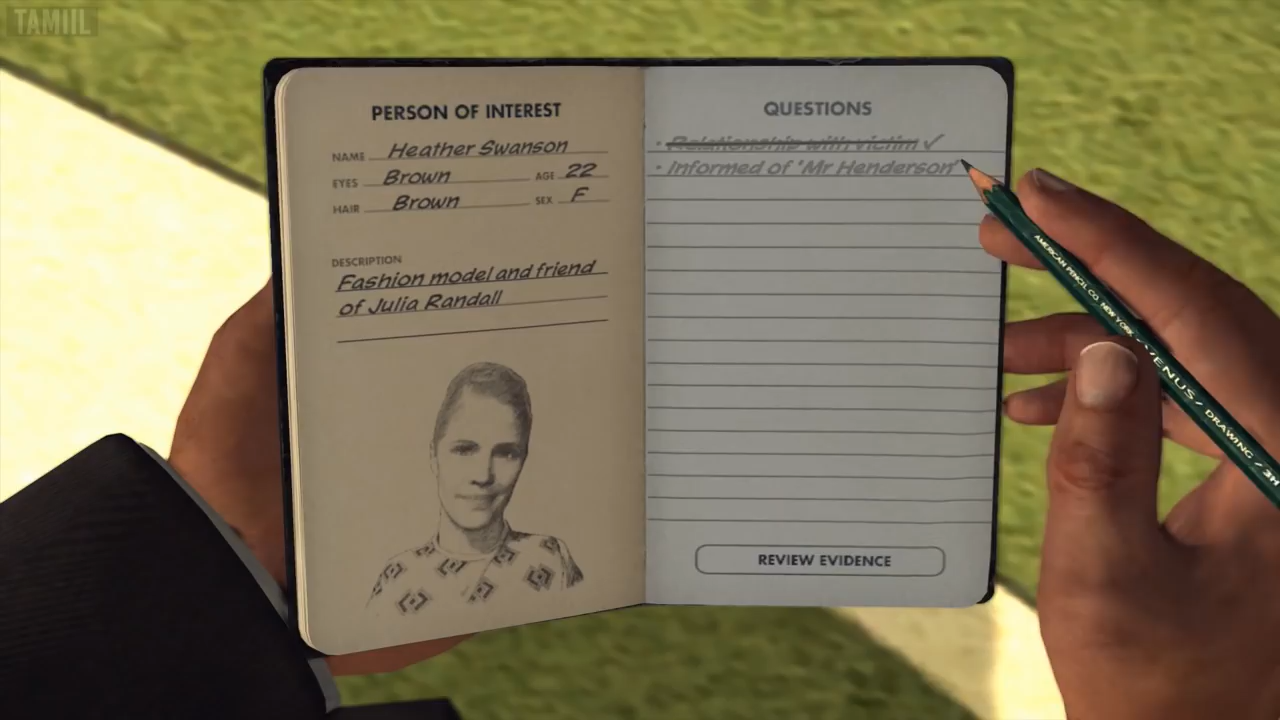 TAMIIL
PERSON OF INTEREST
NAME Heather Swanson
EYES Brown AGE 22
HAIR Brown SEX F
DESCRIPTION
Fashion model and friend
of Julia Randall
QUESTIONS
• Relationship with victim ✓
• Informed of 'Mr Henderson'
REVIEW EVIDENCE
AMERICAN PENCIL CO. NEW YORK VENUS / DRAWING / 3H